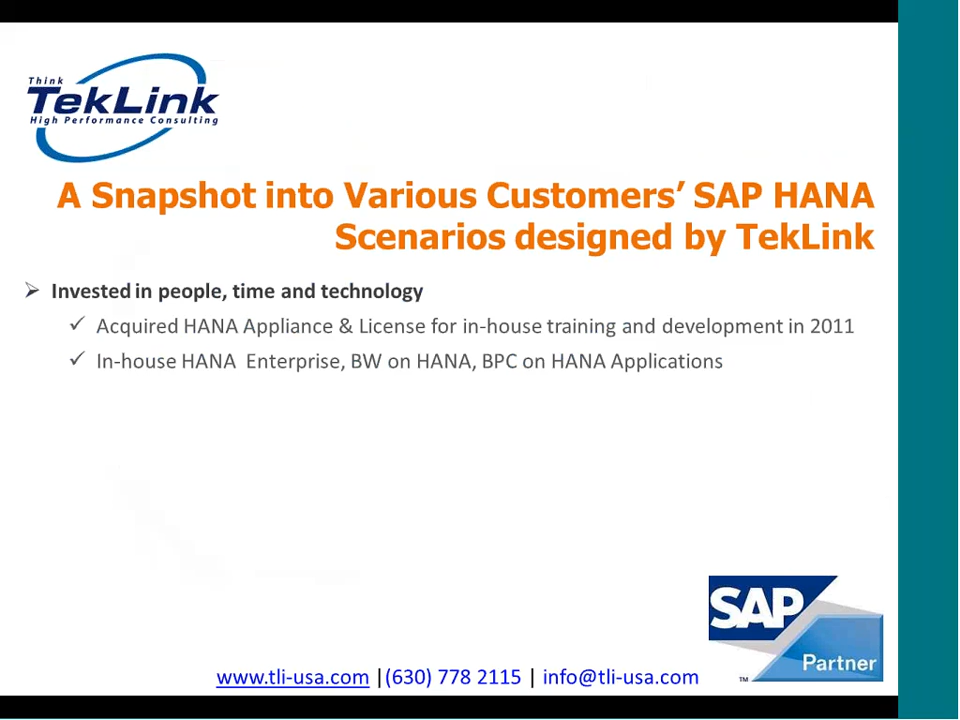 Think
TekLink
High Performance Consulting
A Snapshot into Various Customers’ SAP HANA
Scenarios designed by TekLink
Invested in people, time and technology
Acquired HANA Appliance & License for in-house training and development in 2011
In-house HANA Enterprise, BW on HANA, BPC on HANA Applications
SAP
Partner
TM
www.tli-usa.com |(630) 778 2115 | info@tli-usa.com